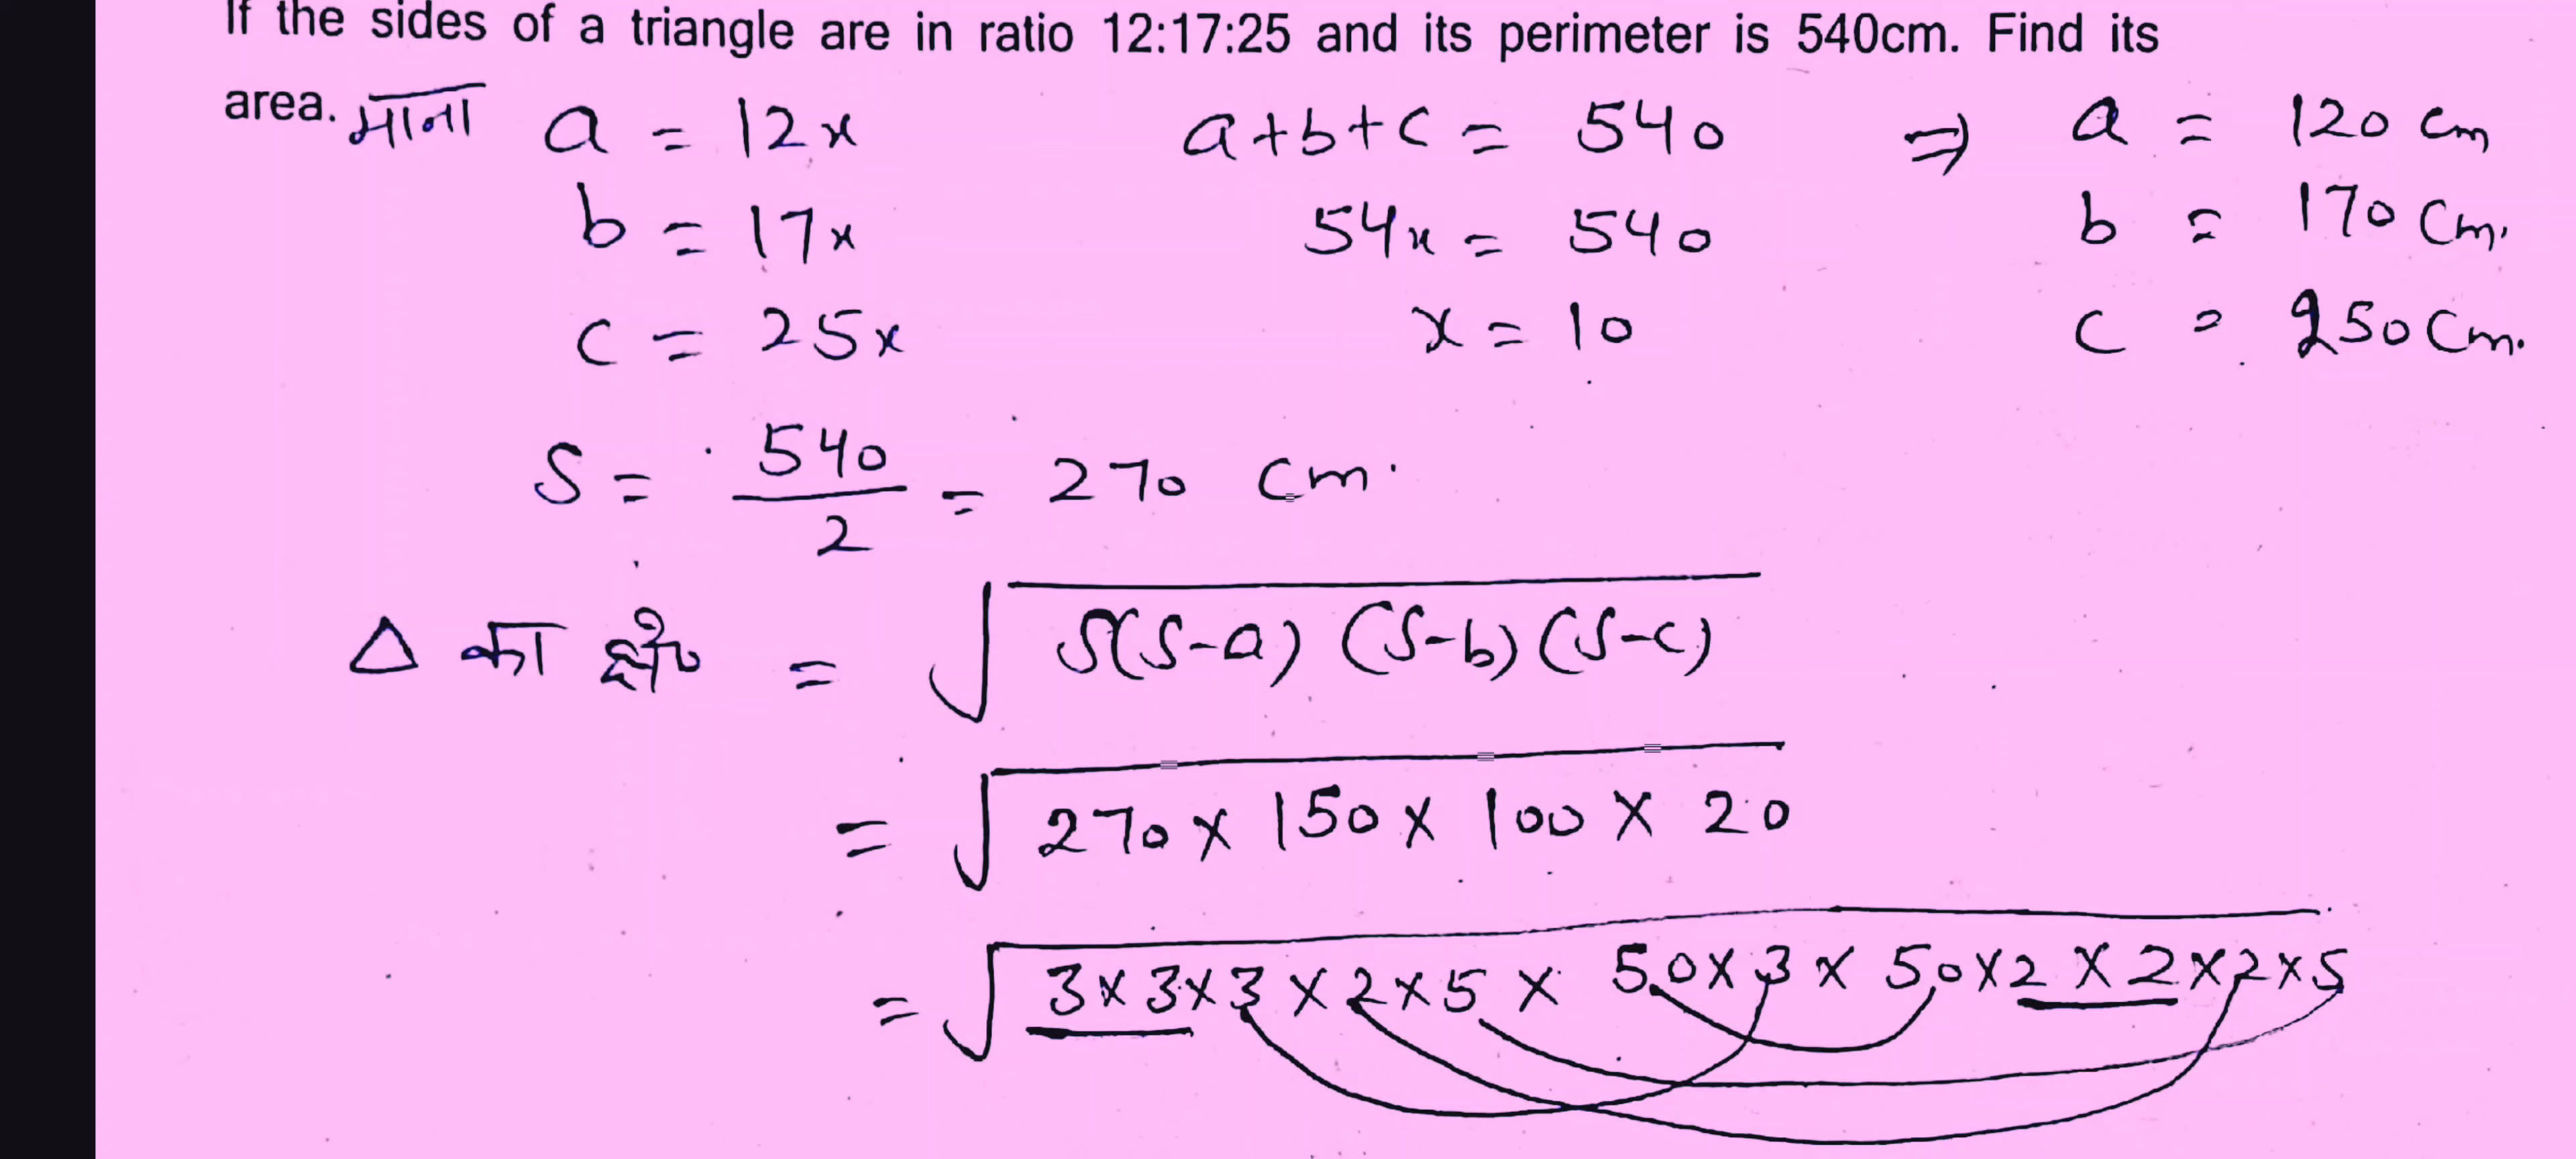 If the sides of a triangle are in ratio 12:17:25 and its perimeter is 540cm. Find its
area. माना a = 12x a+b+c = 540 ⇒ a = 120 cm
b = 17x 54x = 540 b = 170 cm.
c = 25x x = 10 c = 250 cm.
S = 540/2 = 270 cm.
Δ का क्षे० = √S(S-a) (S-b) (S-c)
= √270 × 150 × 100 × 20
= √3×3×3×2×5× 50×3×50×2×2×2×5